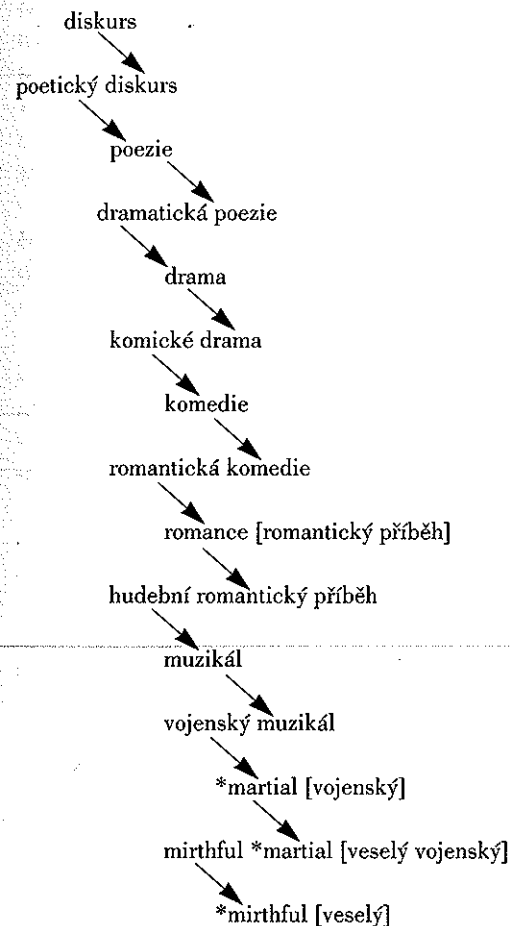 diskurs
poetický diskurs
poezie
dramatická poezie
drama
komické drama
komedie
romantická komedie
romance [romantický příběh]
hudební romantický příběh
muzikál
vojenský muzikál
*martial [vojenský]
mirthful *martial [veselý vojenský]
*mirthful [veselý]